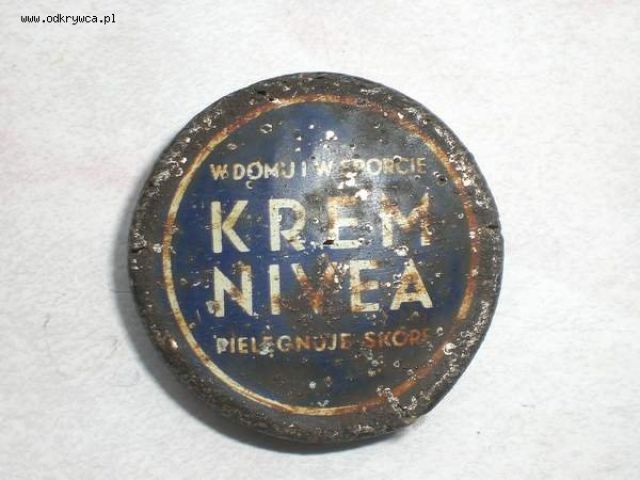 www.odkrywca.pl
W DOMU I W SPORCIE
KREM
NIVEA
PIELĘGNUJE SKÓRĘ